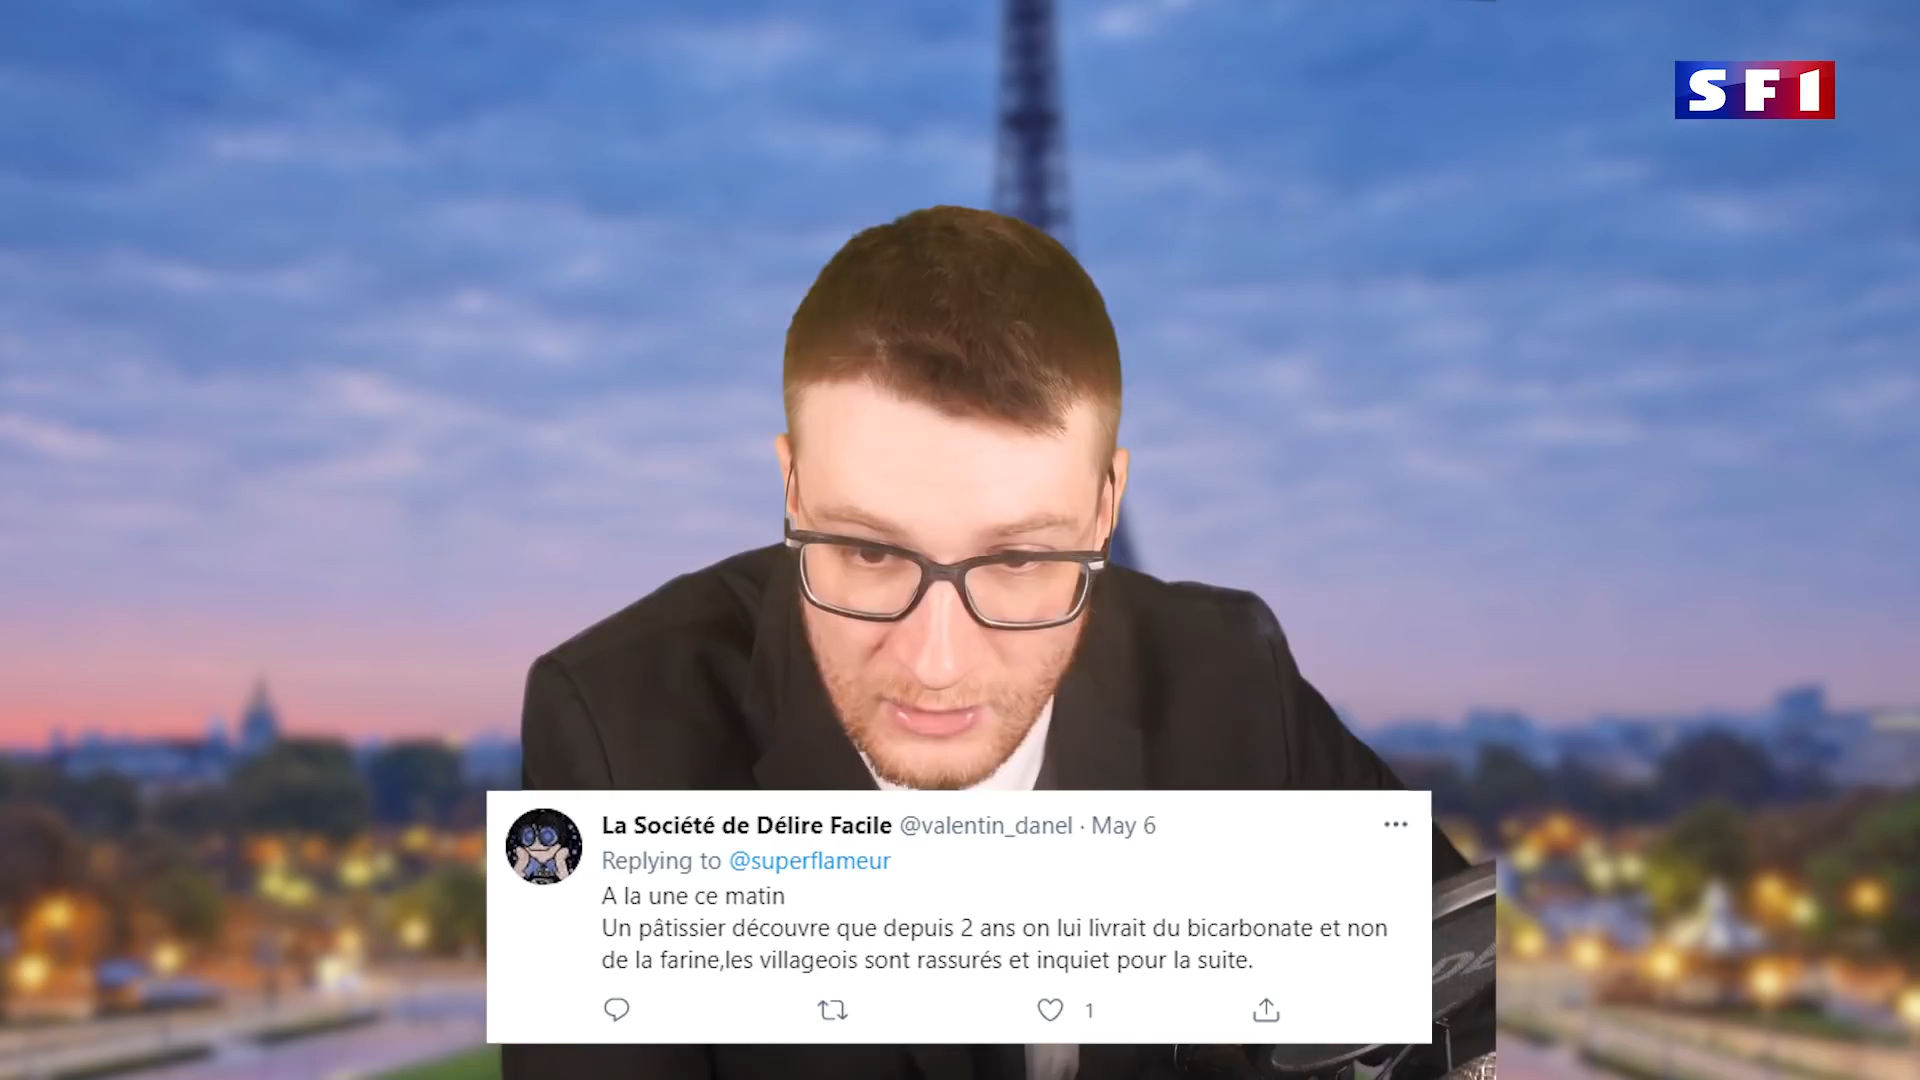 SF1
La Société de Délire Facile @valentin_danel · May 6
Replying to @superflameur
A la une ce matin
Un pâtissier découvre que depuis 2 ans on lui livrait du bicarbonate et non
de la farine,les villageois sont rassurés et inquiet pour la suite.
1